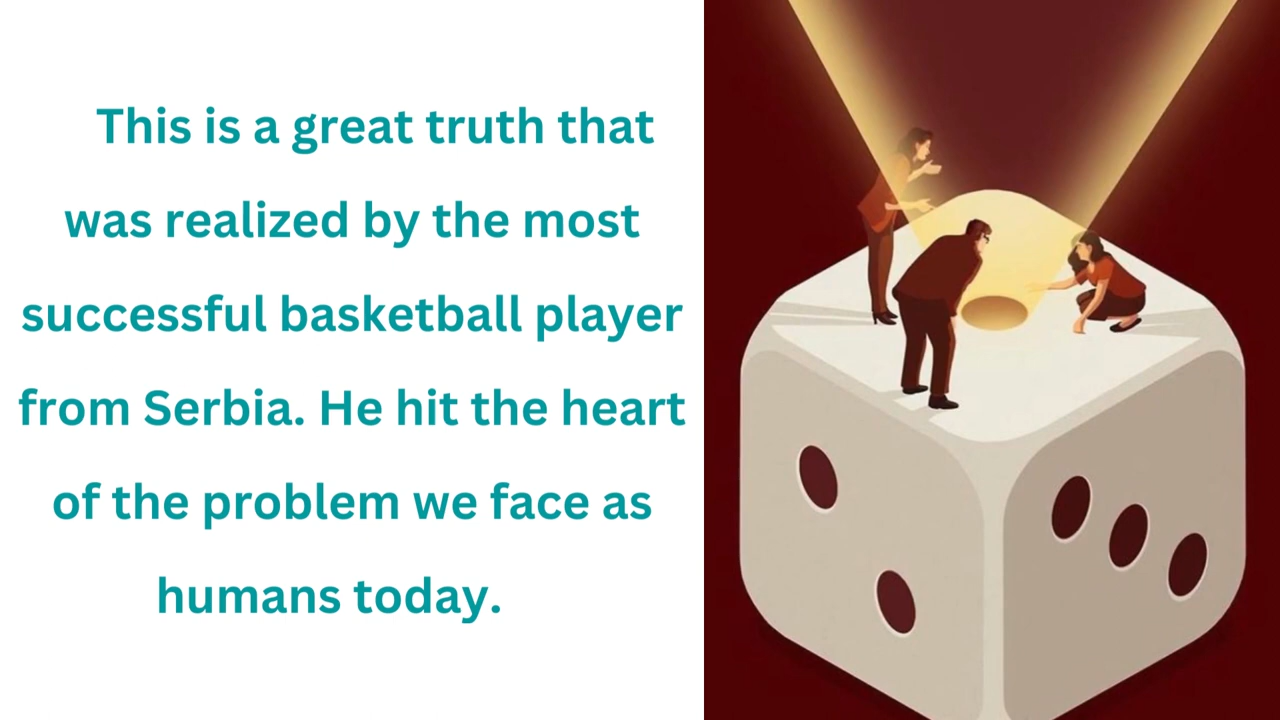 This is a great truth that
was realized by the most
successful basketball player
from Serbia. He hit the heart
of the problem we face as
humans today.